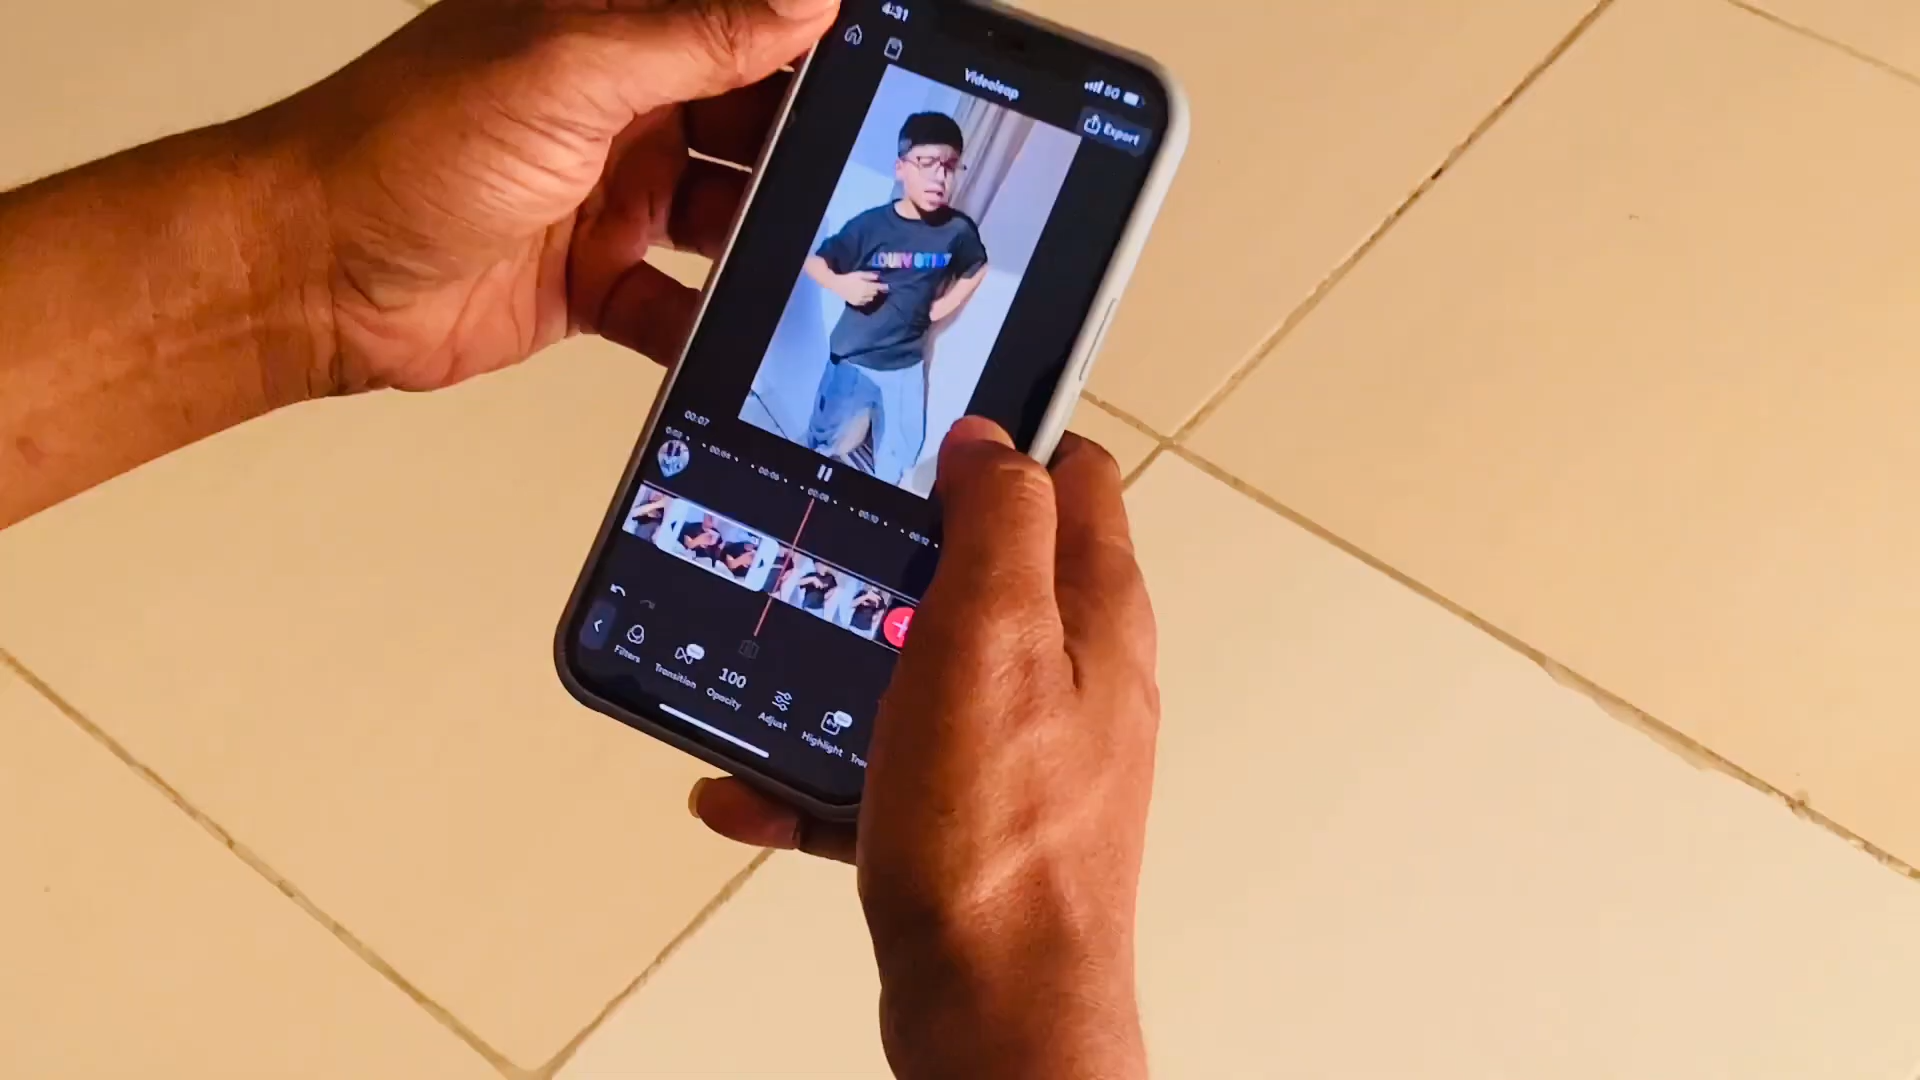 4:31
Videoleap
5G
Export
00:07
00:04
00:06
00:08
00:10
00:12
Filters
Transition
100
Opacity
Adjust
Highlight